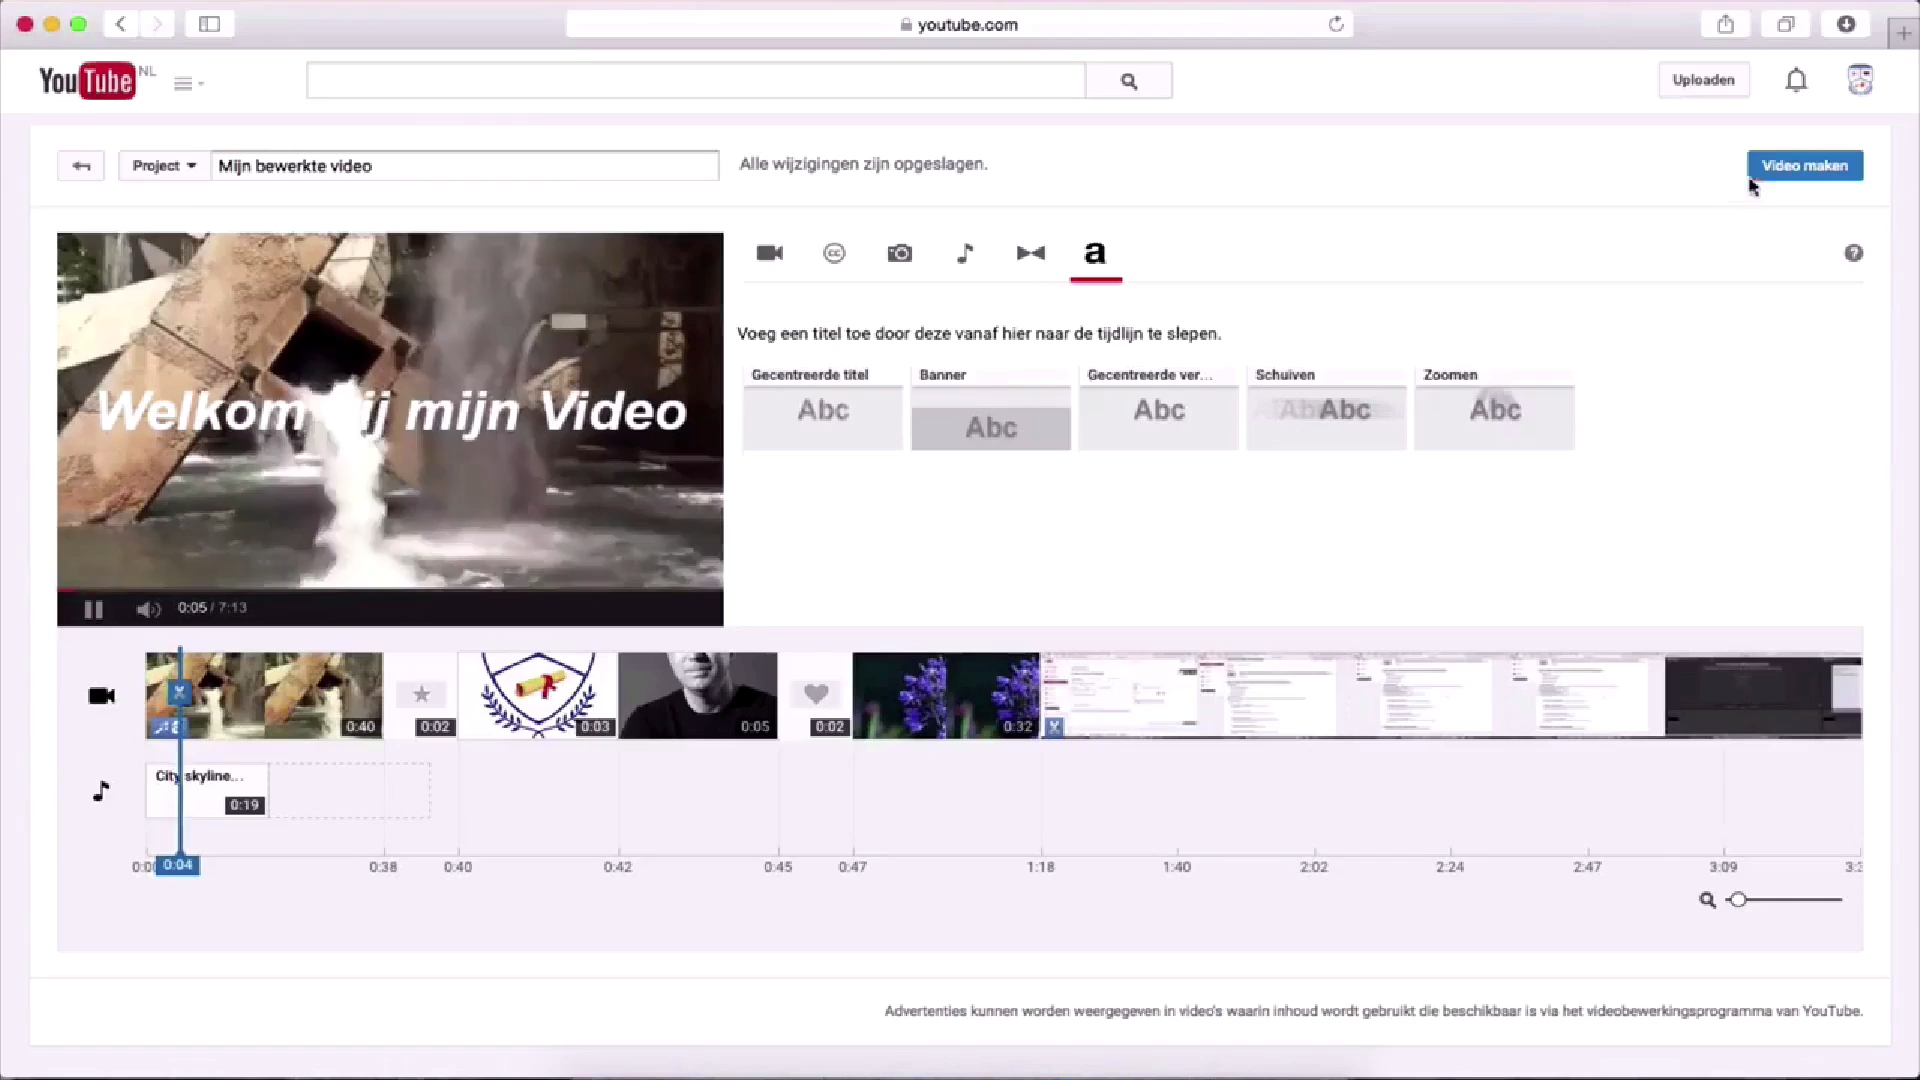 youtube.com
YouTube NL
Uploaden
Project
Mijn bewerkte video
Alle wijzigingen zijn opgeslagen.
Video maken
a
Voeg een titel toe door deze vanaf hier naar de tijdlijn te slepen.
Gecentreerde titel
Banner
Gecentreerde ver...
Schuiven
Zoomen
Abc
Abc
Abc
Abc
Abc
Welkom ij mijn Video
0:05 / 7:13
0:40
0:02
0:03
0:05
0:02
0:32
City skyline...
0:19
0:04
0:38
0:40
0:42
0:45
0:47
1:18
1:40
2:02
2:24
2:47
3:09
Advertenties kunnen worden weergegeven in video's waarin inhoud wordt gebruikt die beschikbaar is via het videobewerkingsprogramma van YouTube.